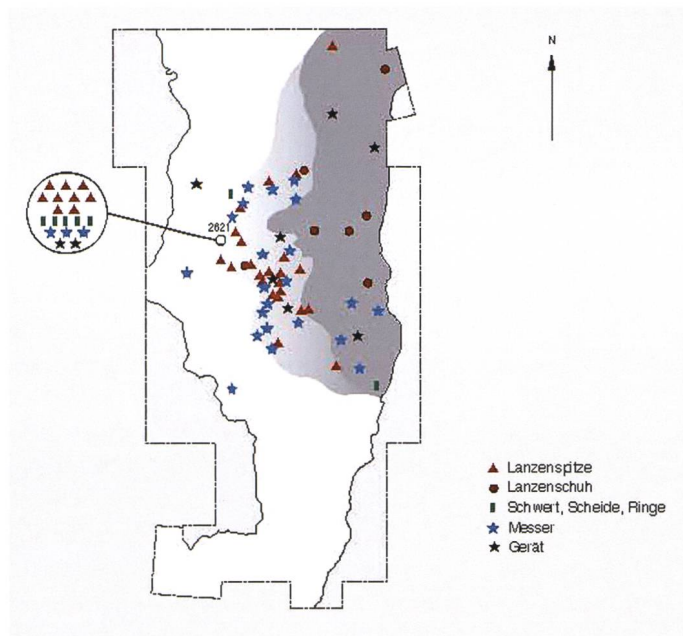 N
2621
Lanzenspitze
Lanzenschuh
Schwert, Scheide, Ringe
Messer
Gerät